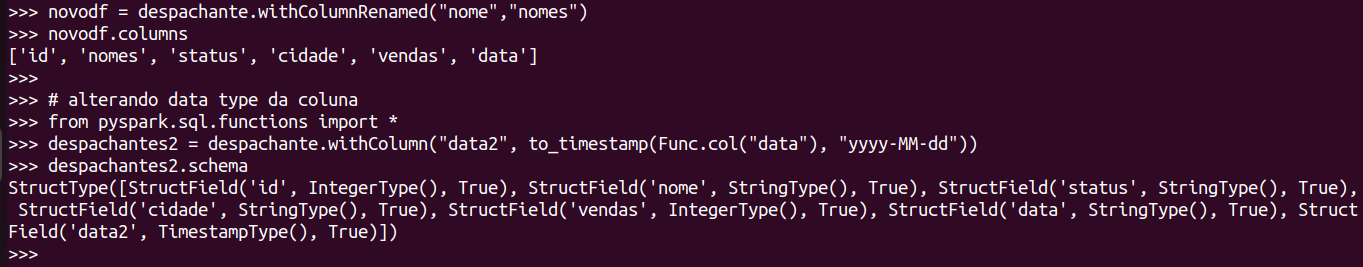 >>> novodf = despachante.withColumnRenamed("nome","nomes")
>>> novodf.columns
['id', 'nomes', 'status', 'cidade', 'vendas', 'data']
>>>
>>> # alterando data type da coluna
>>> from pyspark.sql.functions import *
>>> despachantes2 = despachante.withColumn("data2", to_timestamp(Func.col("data"), "yyyy-MM-dd"))
>>> despachantes2.schema
StructType([StructField('id', IntegerType(), True), StructField('nome', StringType(), True), StructField('status', StringType(), True),
 StructField('cidade', StringType(), True), StructField('vendas', IntegerType(), True), StructField('data', StringType(), True), Struct
Field('data2', TimestampType(), True)])
>>>